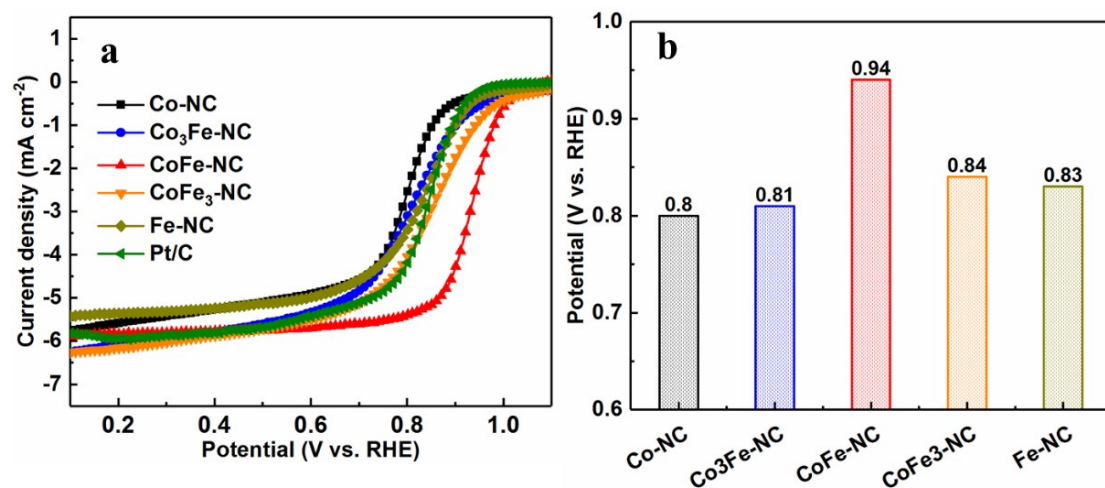 a
1
0
-1
-2
-3
-4
-5
-6
-7
Current density (mA cm⁻²)
Co-NC
Co₃Fe-NC
CoFe-NC
CoFe₃-NC
Fe-NC
Pt/C
0.2 0.4 0.6 0.8 1.0
Potential (V vs. RHE)
b
1.0
0.9
0.8
0.7
0.6
Potential (V vs. RHE)
0.8
0.81
0.94
0.84
0.83
Co-NC
Co3Fe-NC
CoFe-NC
CoFe3-NC
Fe-NC